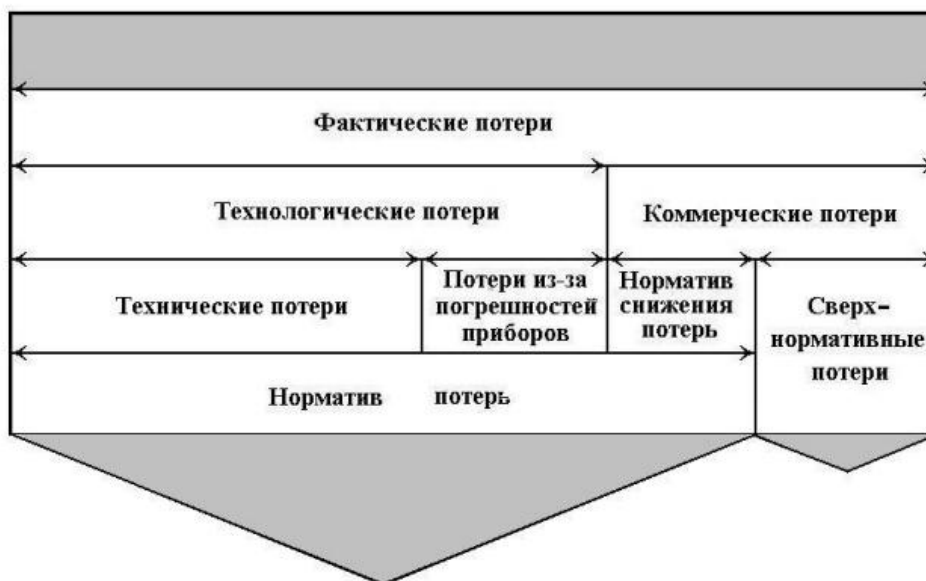 Фактические потери
Технологические потери
Коммерческие потери
Технические потери
Потери из-за
погрешностей
приборов
Норматив
снижения
потерь
Сверх–
нормативные
потери
Норматив потерь